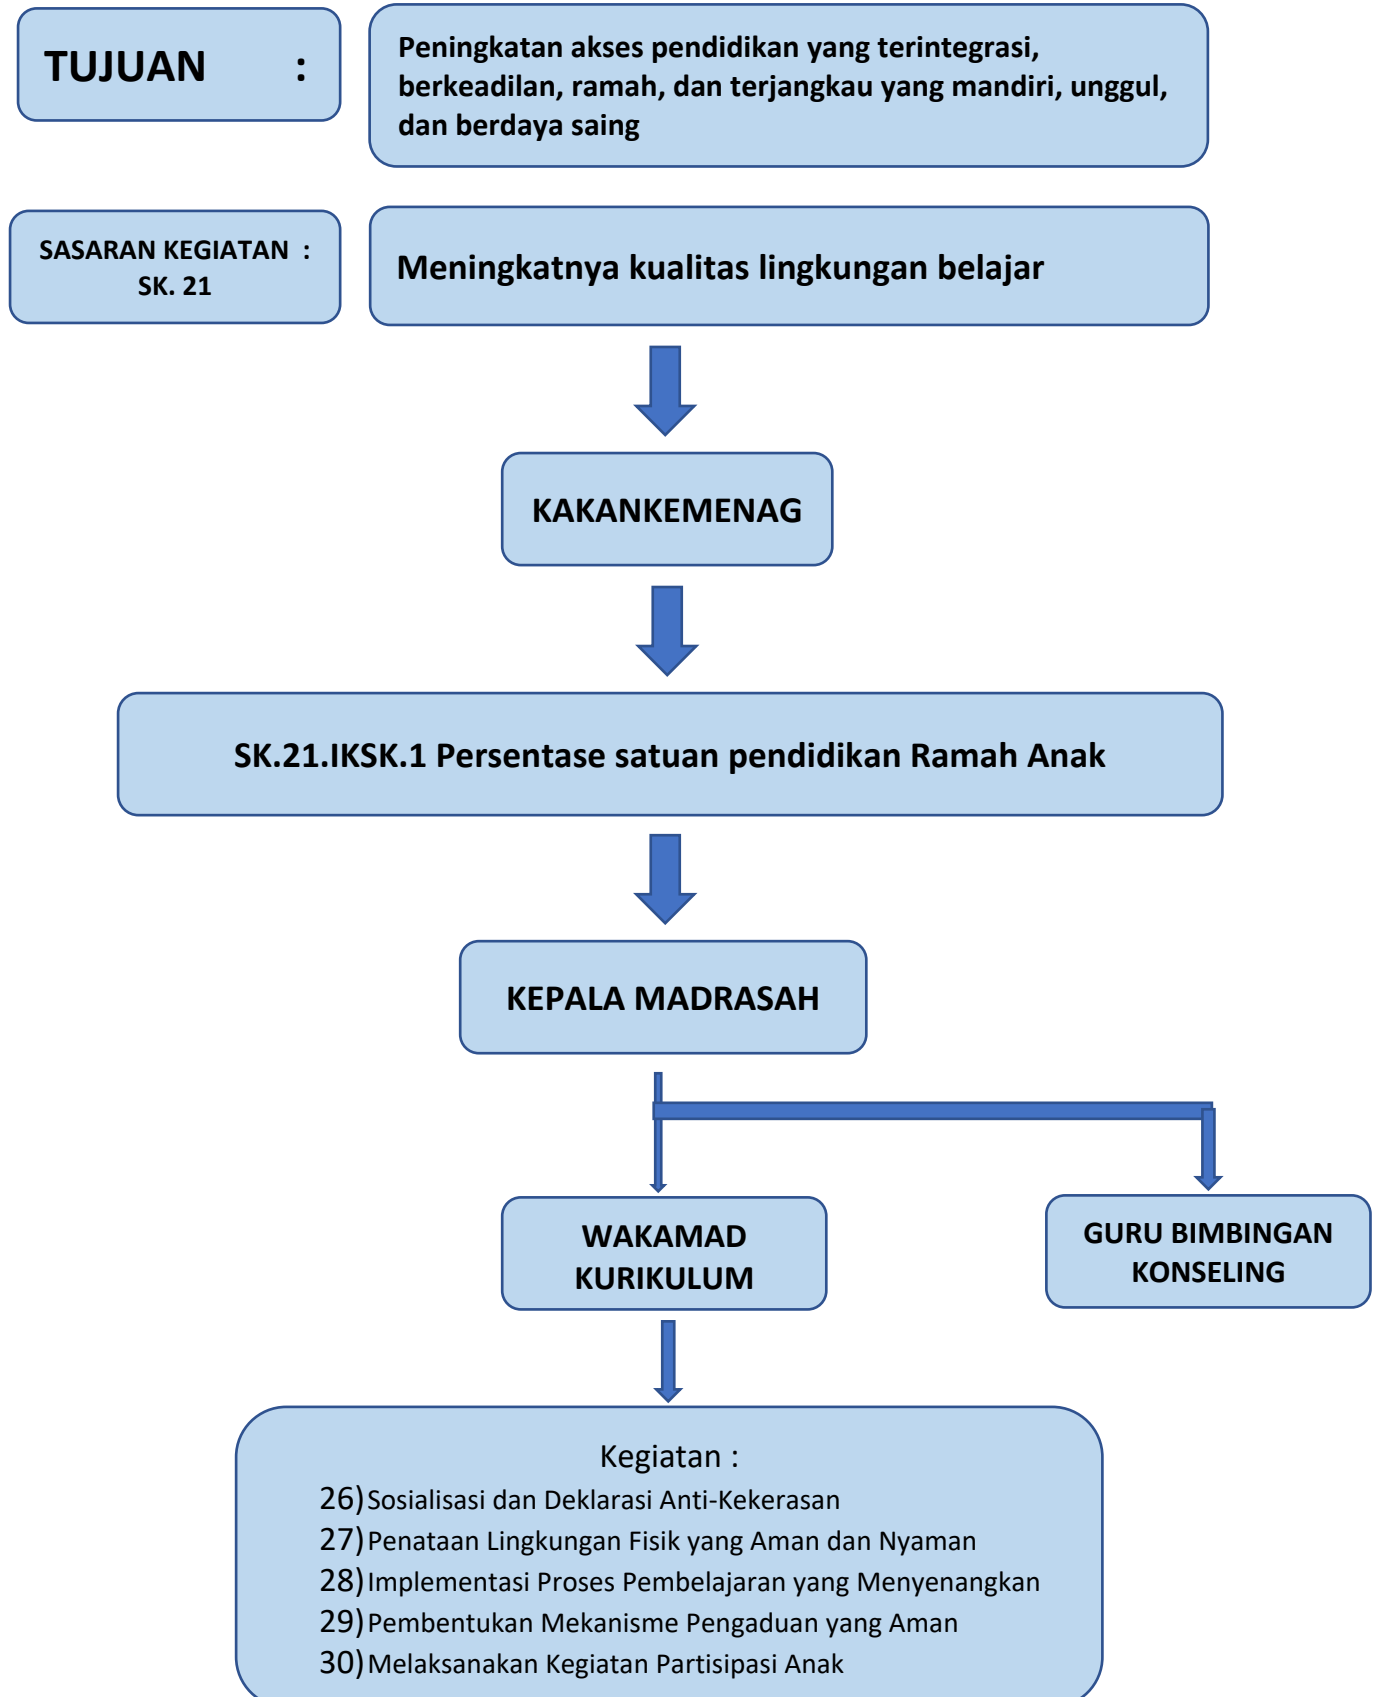 TUJUAN :
Peningkatan akses pendidikan yang terintegrasi,
berkeadilan, ramah, dan terjangkau yang mandiri, unggul,
dan berdaya saing
SASARAN KEGIATAN :
SK. 21
Meningkatnya kualitas lingkungan belajar
KAKANKEMENAG
SK.21.IKSK.1 Persentase satuan pendidikan Ramah Anak
KEPALA MADRASAH
WAKAMAD
KURIKULUM
GURU BIMBINGAN
KONSELING
Kegiatan :
26) Sosialisasi dan Deklarasi Anti-Kekerasan
27) Penataan Lingkungan Fisik yang Aman dan Nyaman
28) Implementasi Proses Pembelajaran yang Menyenangkan
29) Pembentukan Mekanisme Pengaduan yang Aman
30) Melaksanakan Kegiatan Partisipasi Anak